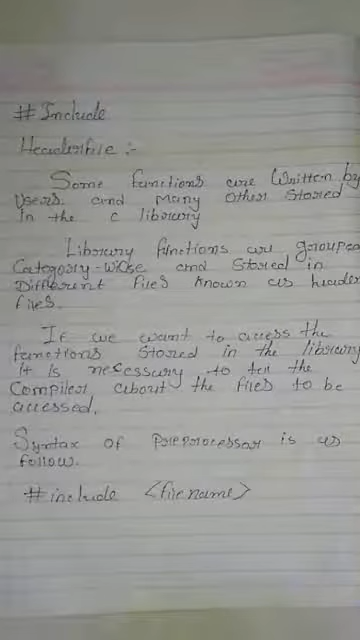 # Include
Headerfile :-
Some functions are written by
Users and many other stored
in the C library
Library functions are grouped
Category-wise and stored in
Different files known as header
files.
If we want to access the
functions stored in the library
it is necessary to tell the
Compiler about the files to be
accessed.
Syntax of preprocessor is as
follow.
#include <filename>